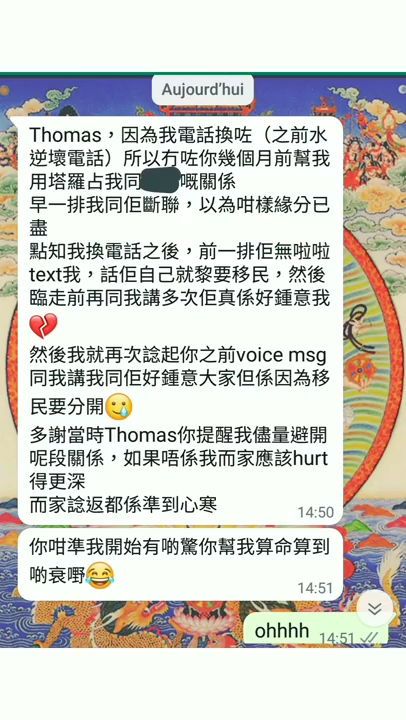 Aujourd'hui
Thomas，因為我電話換咗（之前水
逆壞電話）所以冇咗你幾個月前幫我
用塔羅占我同嘅關係
早一排我同佢斷聯，以為咁樣緣分已
盡
點知我換電話之後，前一排佢無啦啦
text我，話佢自己就黎要移民，然後
臨走前再同我講多次佢真係好鍾意我
💔
然後我就再次諗起你之前voice msg
同我講我同佢好鍾意大家但係因為移
民要分開🥲
多謝當時Thomas你提醒我儘量避開
呢段關係，如果唔係我而家應該hurt
得更深
而家諗返都係準到心寒
14:50
你咁準我開始有啲驚你幫我算命算到
啲衰嘢😂
14:51
ohhhh 14:51